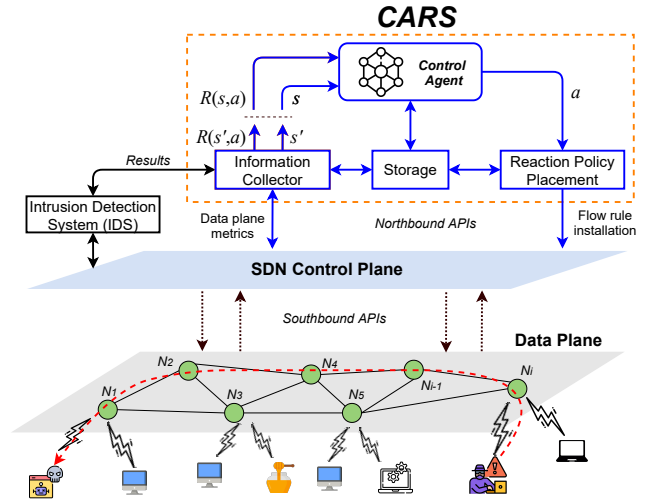 CARS
Control
Agent
R(s,a)
s
a
R(s′,a)
s′
Results
Information
Collector
Storage
Reaction Policy
Placement
Intrusion Detection
System (IDS)
Data plane
metrics
Northbound APIs
Flow rule
installation
SDN Control Plane
Southbound APIs
Data Plane
N2
N4
Ni-1
Ni
N1
N3
N5